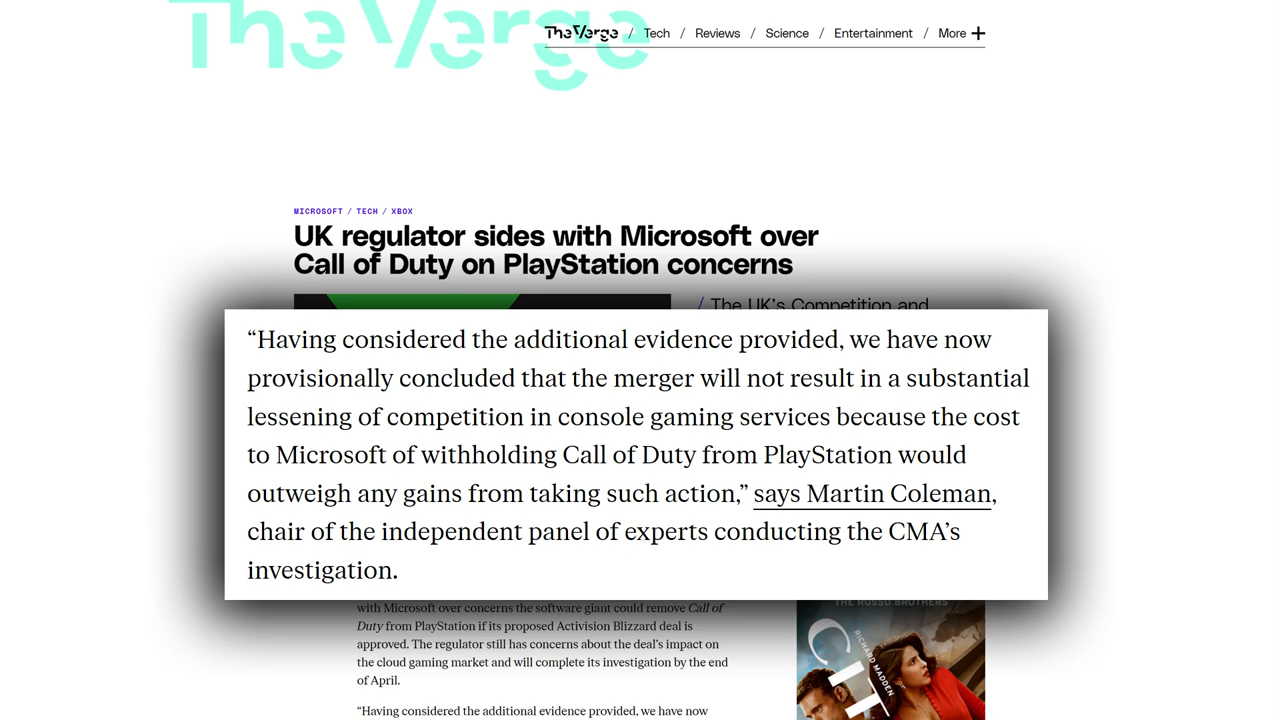 The Verge
TheVerge / Tech / Reviews / Science / Entertainment / More +
MICROSOFT / TECH / XBOX
UK regulator sides with Microsoft over
Call of Duty on PlayStation concerns
/ The UK's Competition and
“Having considered the additional evidence provided, we have now
provisionally concluded that the merger will not result in a substantial
lessening of competition in console gaming services because the cost
to Microsoft of withholding Call of Duty from PlayStation would
outweigh any gains from taking such action,” says Martin Coleman,
chair of the independent panel of experts conducting the CMA’s
investigation.
with Microsoft over concerns the software giant could remove Call of
Duty from PlayStation if its proposed Activision Blizzard deal is
approved. The regulator still has concerns about the deal’s impact on
the cloud gaming market and will complete its investigation by the end
of April.
“Having considered the additional evidence provided, we have now
THE RUSSO BROTHERS
RICHARD MADDEN
CIT